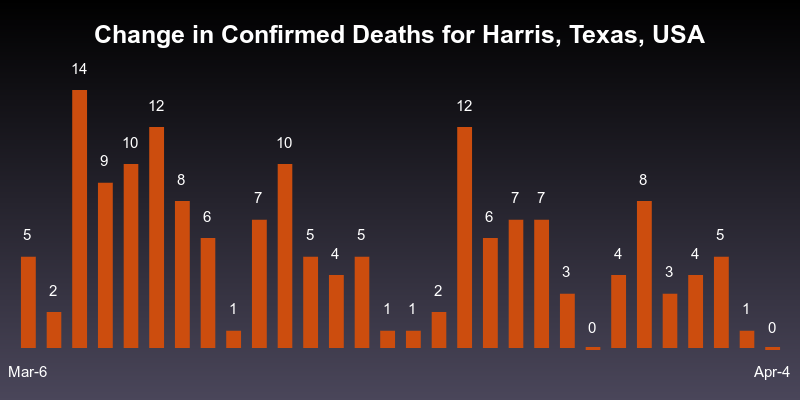 Change in Confirmed Deaths for Harris, Texas, USA
5 2 14 9 10 12 8 6 1 7 10 5 4 5 1 1 2 12 6 7 7 3 0 4 8 3 4 5 1 0
Mar-6 Apr-4